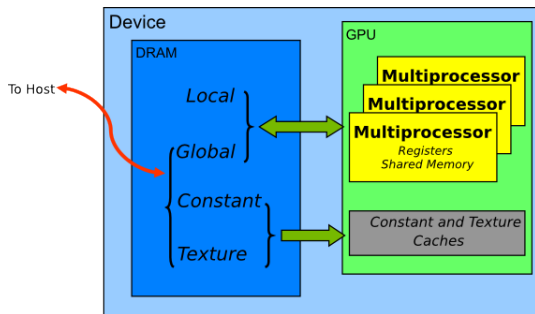 Device
GPU
DRAM
To Host
Local
Global
Constant
Texture
Multiprocessor
Multiprocessor
Multiprocessor
Registers
Shared Memory
Constant and Texture
Caches